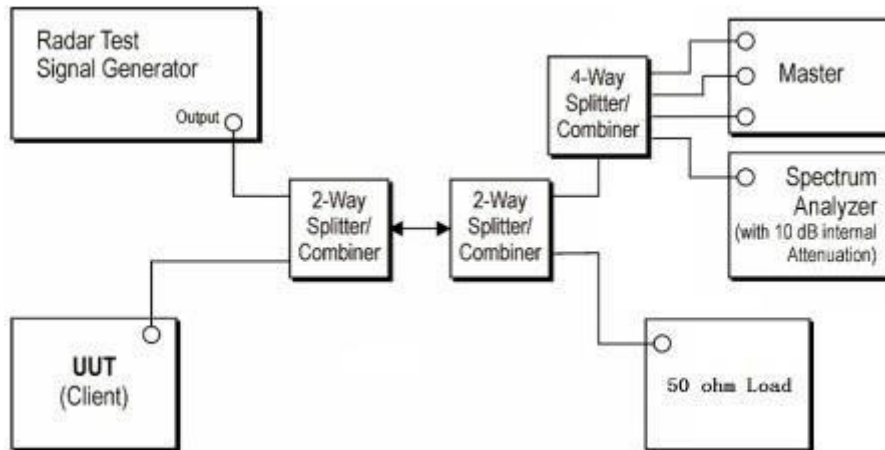 Radar Test
Signal Generator
Output
4-Way
Splitter/
Combiner
Master
2-Way
Splitter/
Combiner
2-Way
Splitter/
Combiner
Spectrum
Analyzer
(with 10 dB internal
Attenuation)
UUT
(Client)
50 ohm Load